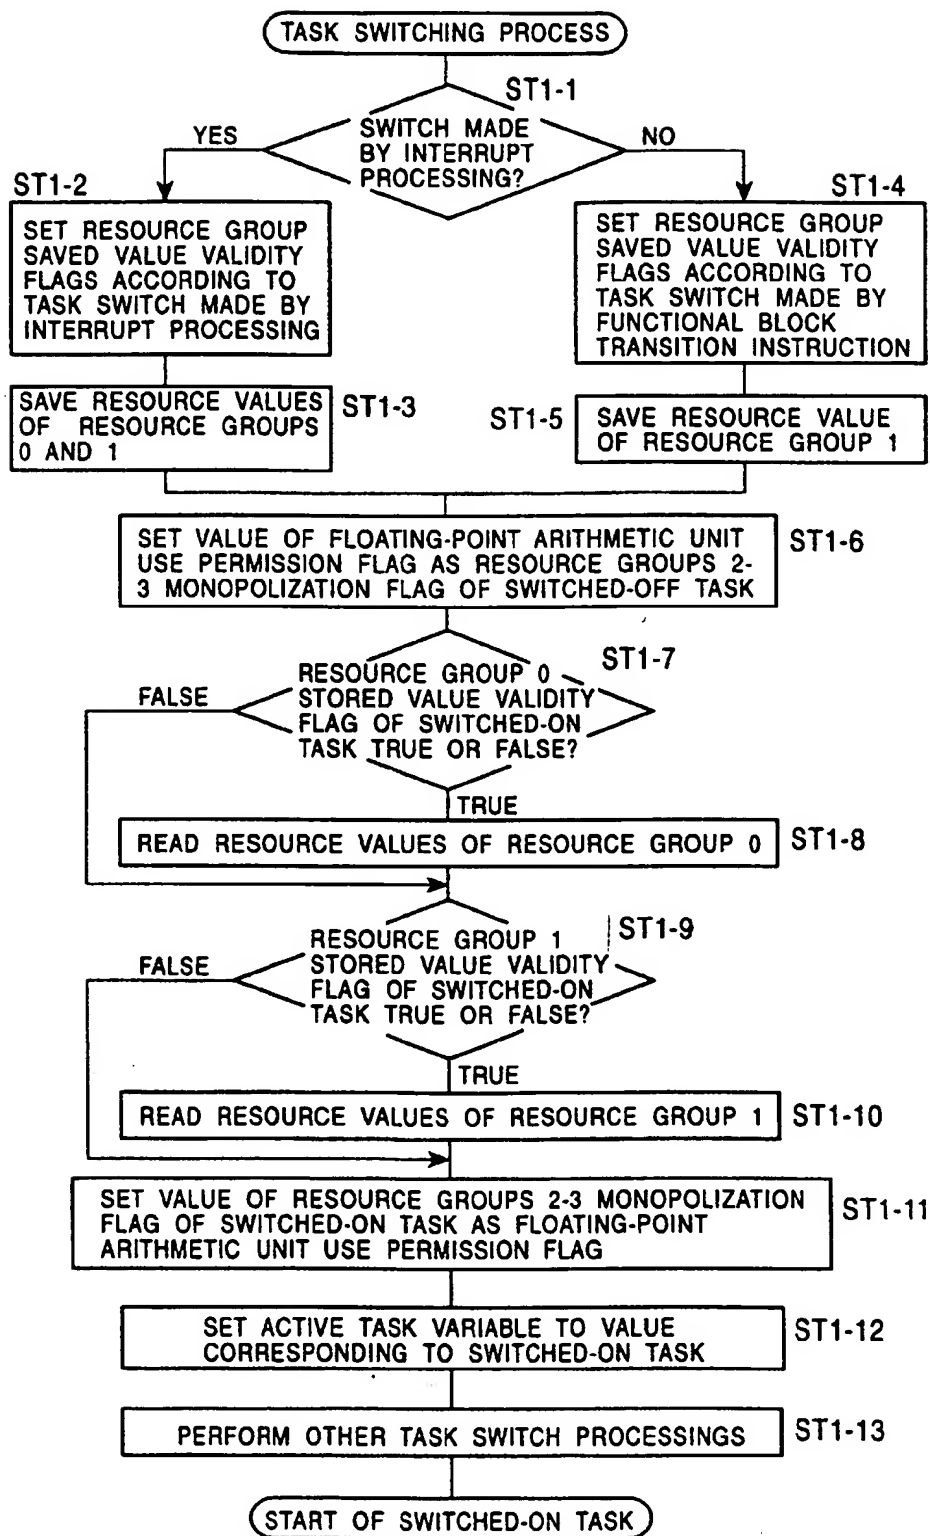 TASK SWITCHING PROCESS
ST1-1
SWITCH MADE
BY INTERRUPT
PROCESSING?
YES
NO
ST1-2
SET RESOURCE GROUP
SAVED VALUE VALIDITY
FLAGS ACCORDING TO
TASK SWITCH MADE BY
INTERRUPT PROCESSING
ST1-4
SET RESOURCE GROUP
SAVED VALUE VALIDITY
FLAGS ACCORDING TO
TASK SWITCH MADE BY
FUNCTIONAL BLOCK
TRANSITION INSTRUCTION
SAVE RESOURCE VALUES
OF RESOURCE GROUPS
0 AND 1
ST1-3
ST1-5
SAVE RESOURCE VALUE
OF RESOURCE GROUP 1
SET VALUE OF FLOATING-POINT ARITHMETIC UNIT
USE PERMISSION FLAG AS RESOURCE GROUPS 2-
3 MONOPOLIZATION FLAG OF SWITCHED-OFF TASK
ST1-6
ST1-7
RESOURCE GROUP 0
STORED VALUE VALIDITY
FLAG OF SWITCHED-ON
TASK TRUE OR FALSE?
FALSE
TRUE
READ RESOURCE VALUES OF RESOURCE GROUP 0
ST1-8
ST1-9
RESOURCE GROUP 1
STORED VALUE VALIDITY
FLAG OF SWITCHED-ON
TASK TRUE OR FALSE?
FALSE
TRUE
READ RESOURCE VALUES OF RESOURCE GROUP 1
ST1-10
SET VALUE OF RESOURCE GROUPS 2-3 MONOPOLIZATION
FLAG OF SWITCHED-ON TASK AS FLOATING-POINT
ARITHMETIC UNIT USE PERMISSION FLAG
ST1-11
SET ACTIVE TASK VARIABLE TO VALUE
CORRESPONDING TO SWITCHED-ON TASK
ST1-12
PERFORM OTHER TASK SWITCH PROCESSINGS
ST1-13
START OF SWITCHED-ON TASK